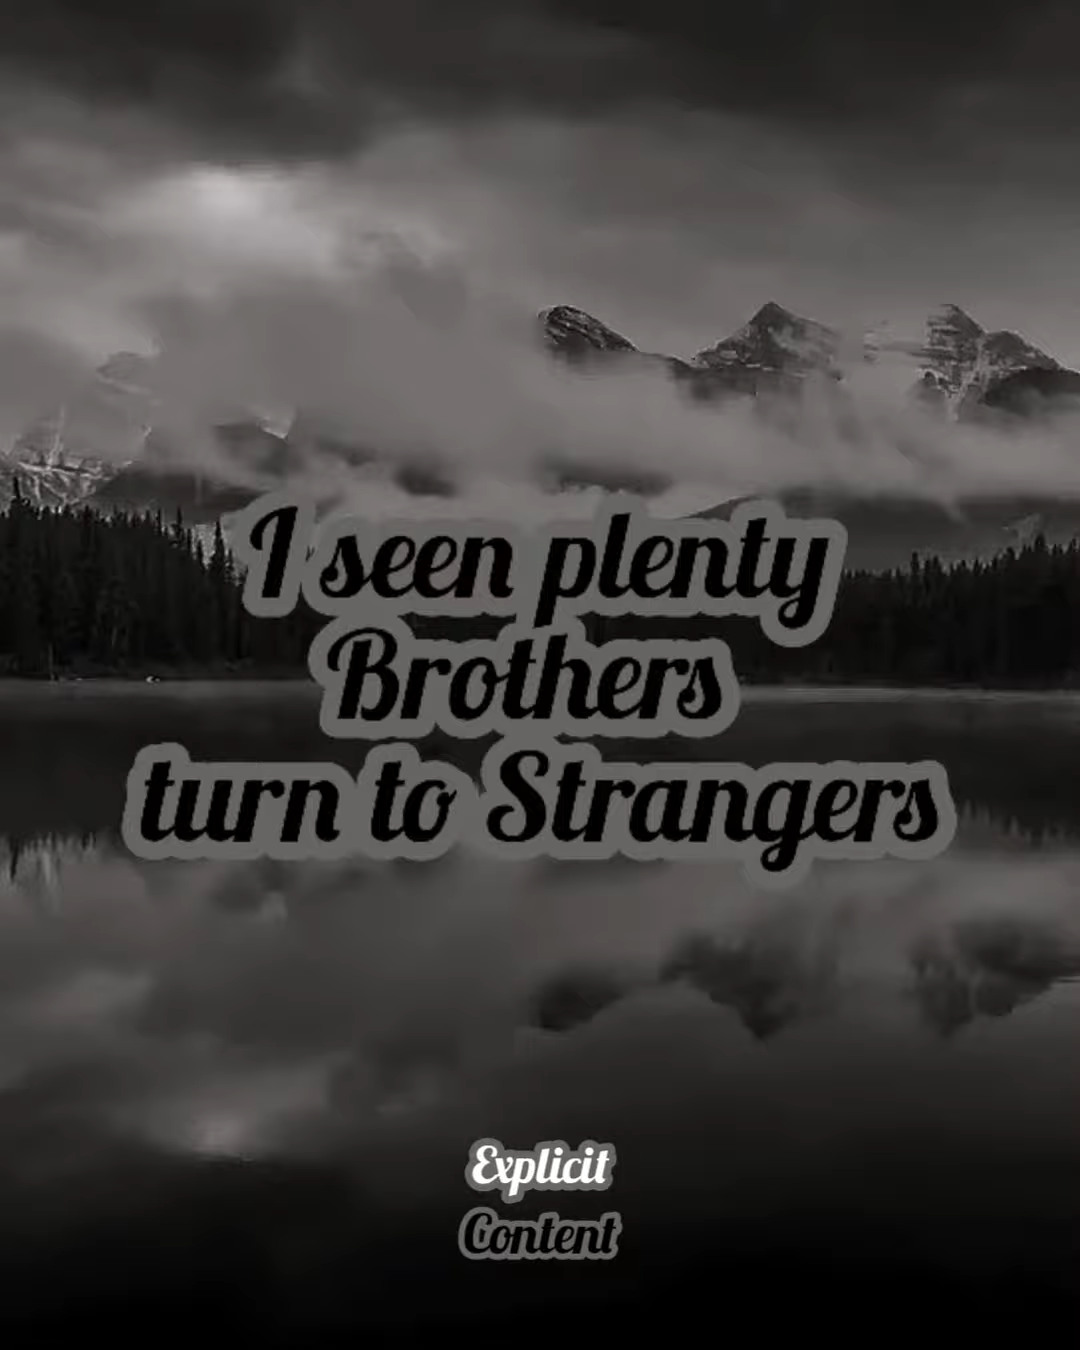 I seen plenty
Brothers
turn to Strangers
Explicit
Content